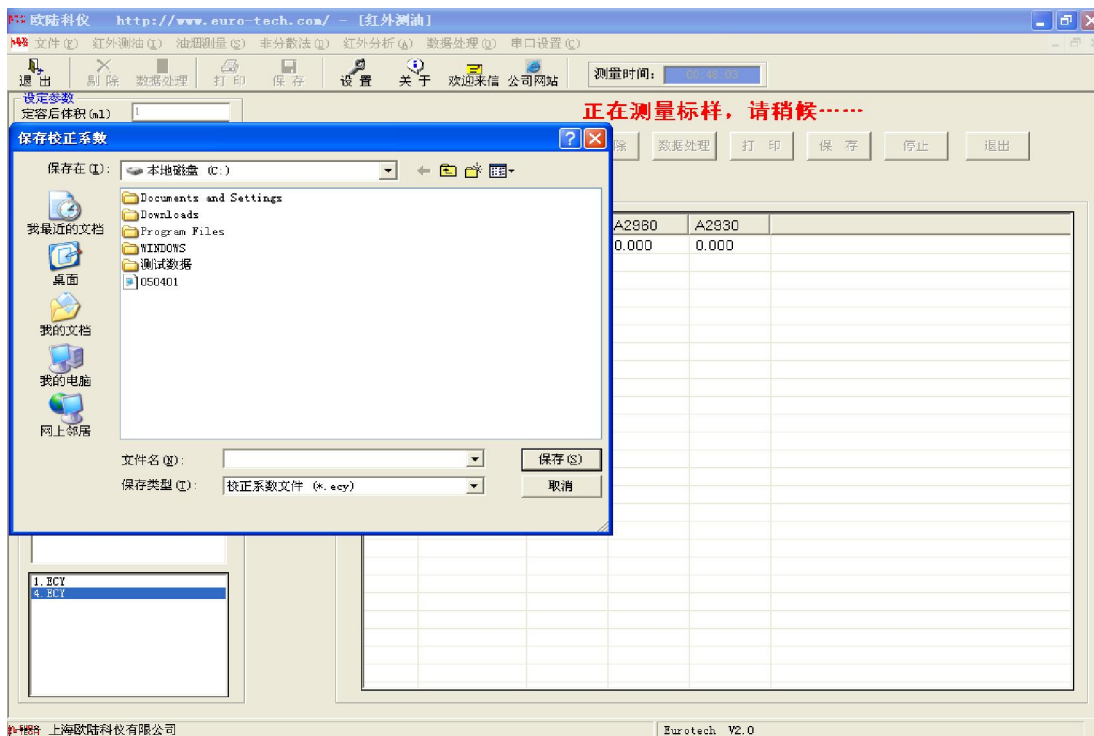 欧陆科仪 http://www.euro-tech.com/ - [红外测油]
文件(F) 红外测油(I) 油烟测量(S) 非分散法(D) 红外分析(A) 数据处理(D) 串口设置(C)
退出 删除 数据处理 打印 保存 设置 关于 欢迎来信 公司网站 测量时间: 00:48:03
设定参数
定容后体积(ml) 1
正在测量标样，请稍候……
除 数据处理 打 印 保 存 停止 退出
保存校正系数
保存在(I): 本地磁盘 (C:)
我最近的文档
桌面
我的文档
我的电脑
网上邻居
Documents and Settings
Downloads
Program Files
WINDOWS
测试数据
050401
文件名(N): 保存(S)
保存类型(T): 校正系数文件 (*.ecy) 取消
A2960 A2930
0.000 0.000
1.ECY
4.ECY
上海欧陆科仪有限公司 Eurotech V2.0